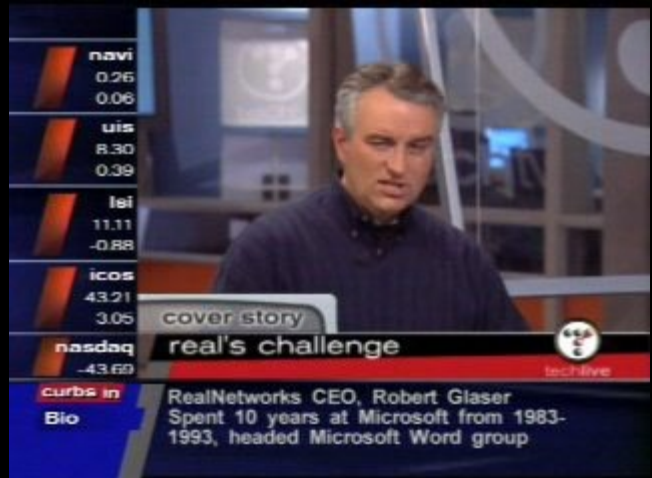 navi
0.26
0.06
uis
8.30
0.39
lsi
11.11
-0.88
icos
43.21
3.05
nasdaq
-43.69
cover story
real's challenge
techlive
curbs in
Bio
RealNetworks CEO, Robert Glaser
Spent 10 years at Microsoft from 1983-
1993, headed Microsoft Word group